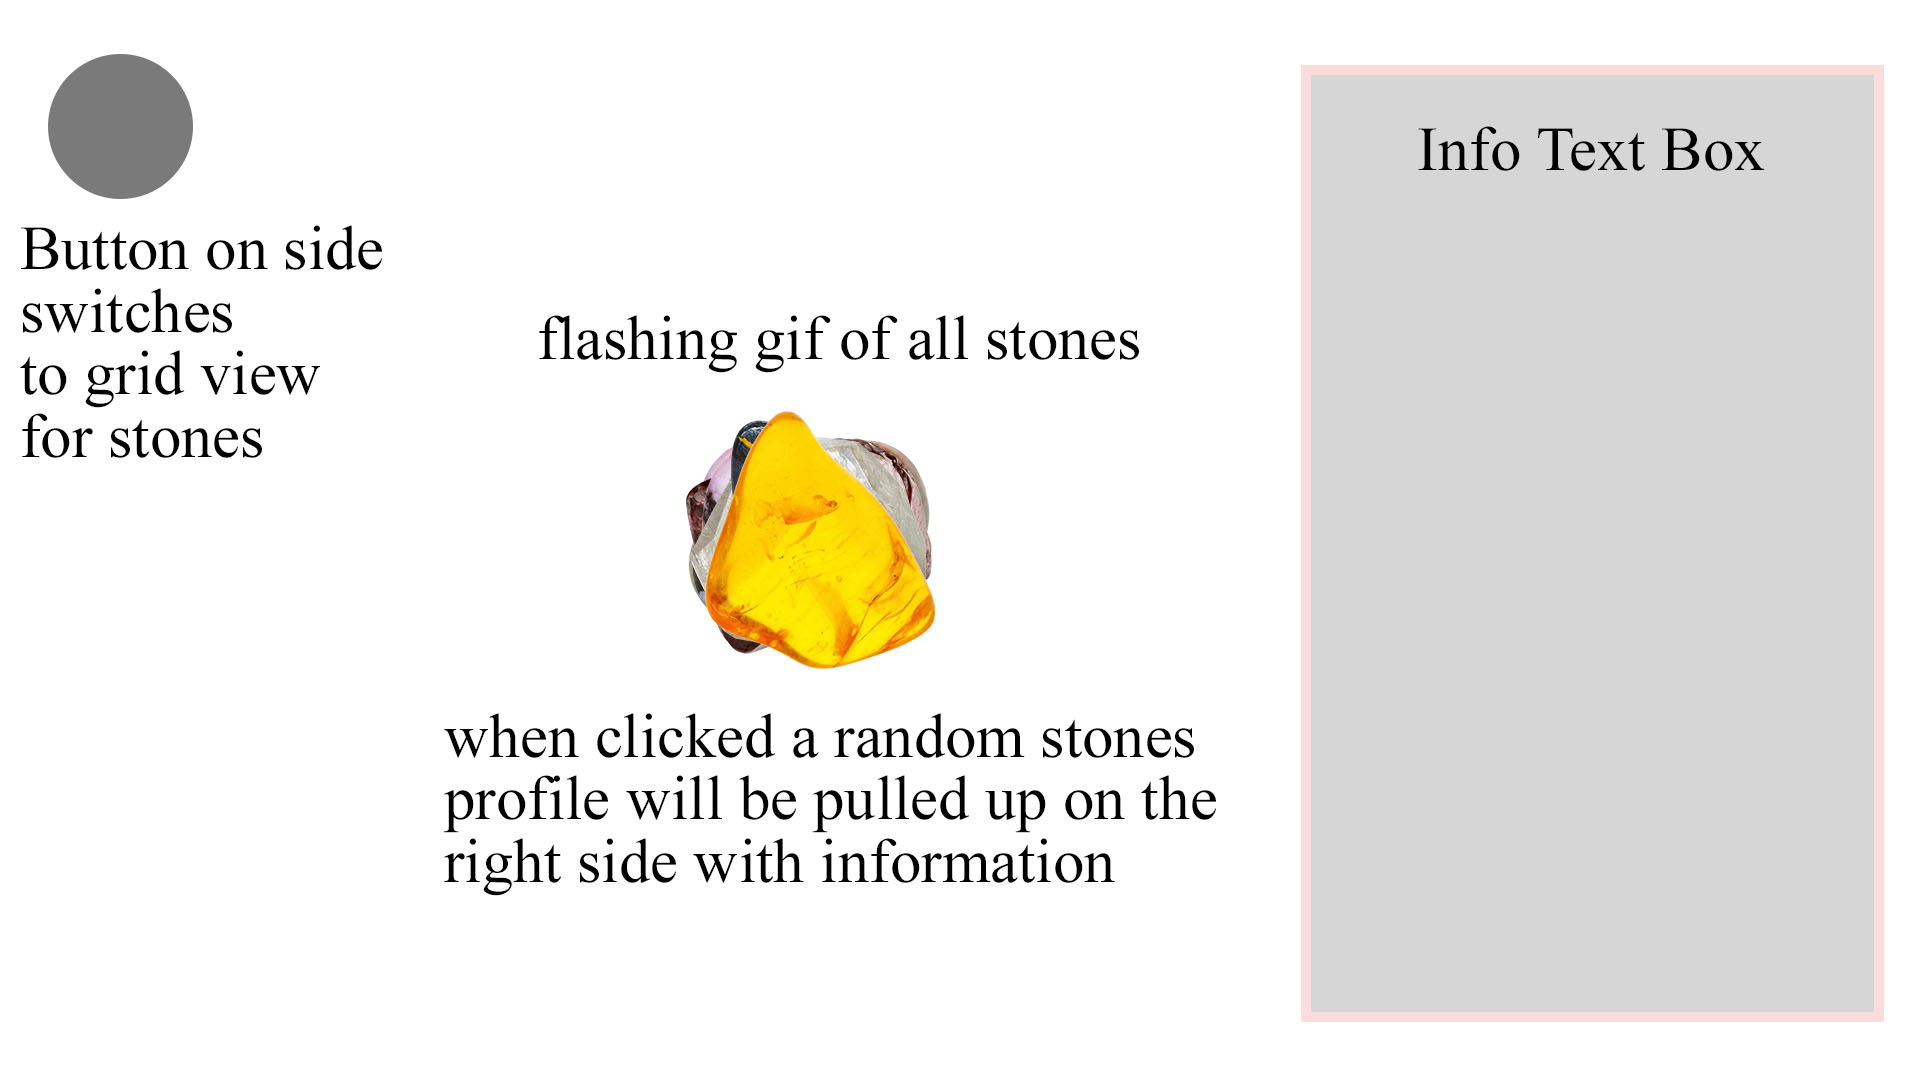 Button on side
switches
to grid view
for stones
flashing gif of all stones
when clicked a random stones
profile will be pulled up on the
right side with information
Info Text Box